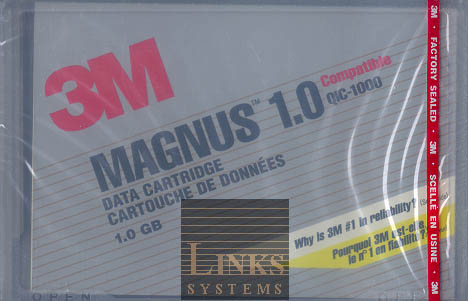 3M
MAGNUS™ 1.0
Compatible
QIC-1000
DATA CARTRIDGE
CARTOUCHE DE DONNÉES
1.0 GB
Why is 3M #1 in reliability?
Pourquoi 3M est-elle
le n° 1 en fiabilité?
LINKS
SYSTEMS
OPEN
3M · FACTORY SEALED · 3M · SCELLÉ EN USINE · 3M